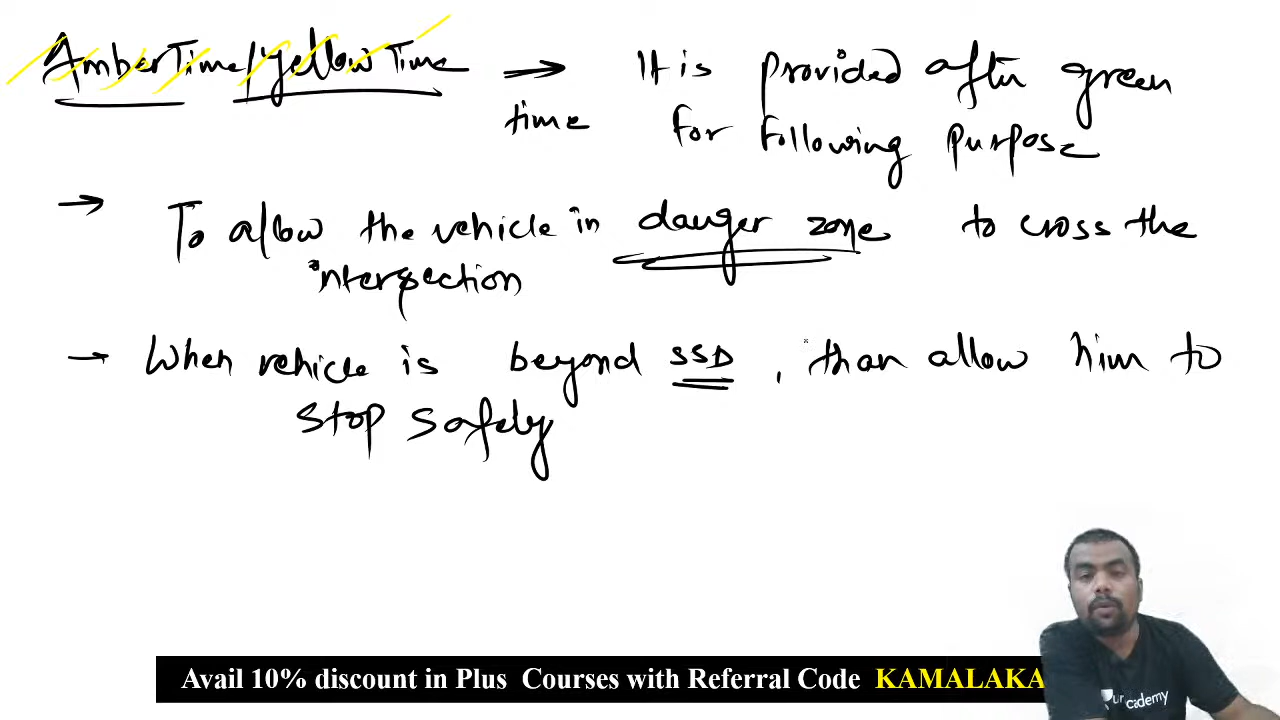 Amber Time/Yellow Time → It is provided after green
time for following purpose
→ To allow the vehicle in danger zone to cross the
intersection
→ When vehicle is beyond SSD, than allow him to
stop safely
Avail 10% discount in Plus Courses with Referral Code KAMALAKA
ur
cademy